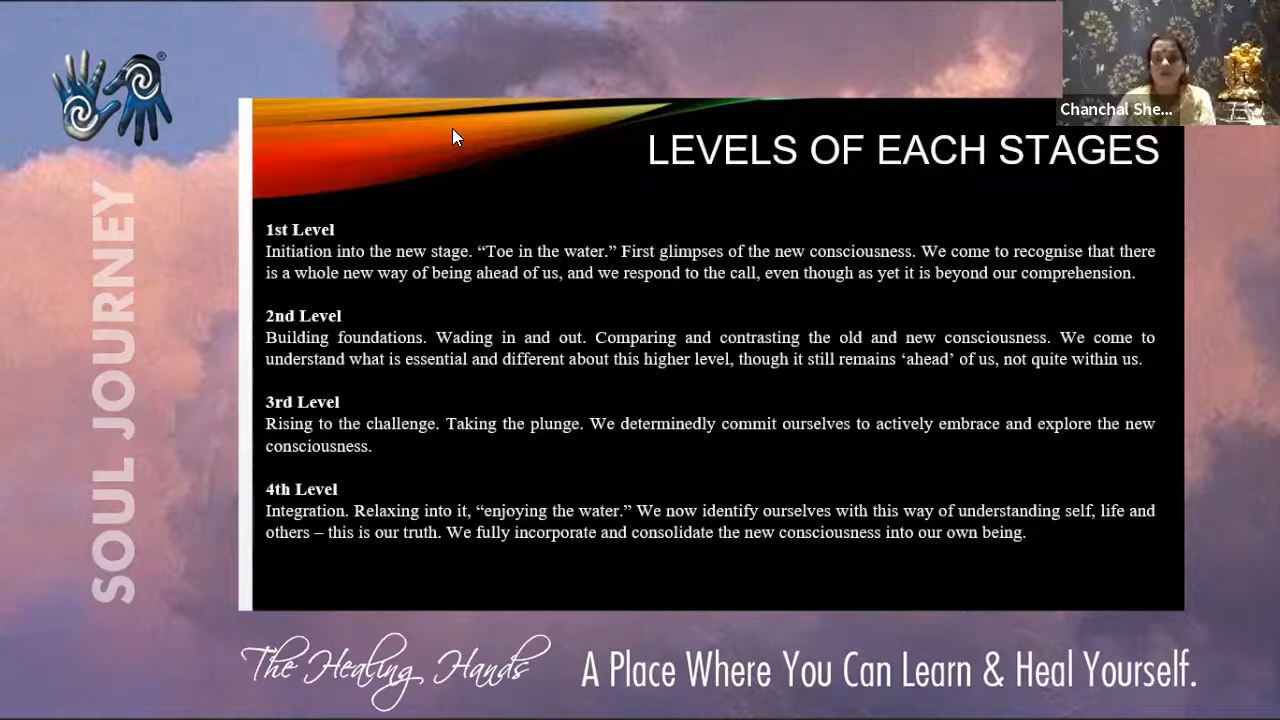 ®
Chanchal She...
SOUL JOURNEY
LEVELS OF EACH STAGES
1st Level
Initiation into the new stage. “Toe in the water.” First glimpses of the new consciousness. We come to recognise that there
is a whole new way of being ahead of us, and we respond to the call, even though as yet it is beyond our comprehension.
2nd Level
Building foundations. Wading in and out. Comparing and contrasting the old and new consciousness. We come to
understand what is essential and different about this higher level, though it still remains ‘ahead’ of us, not quite within us.
3rd Level
Rising to the challenge. Taking the plunge. We determinedly commit ourselves to actively embrace and explore the new
consciousness.
4th Level
Integration. Relaxing into it, “enjoying the water.” We now identify ourselves with this way of understanding self, life and
others – this is our truth. We fully incorporate and consolidate the new consciousness into our own being.
The Healing Hands
A Place Where You Can Learn & Heal Yourself.